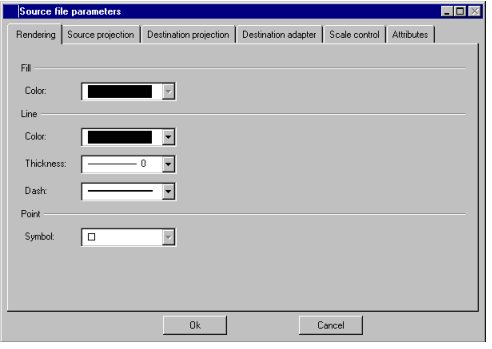 Source file parameters
Rendering Source projection Destination projection Destination adapter Scale control Attributes
Fill
Color:
Line
Color:
Thickness: 0
Dash:
Point
Symbol:
Ok Cancel